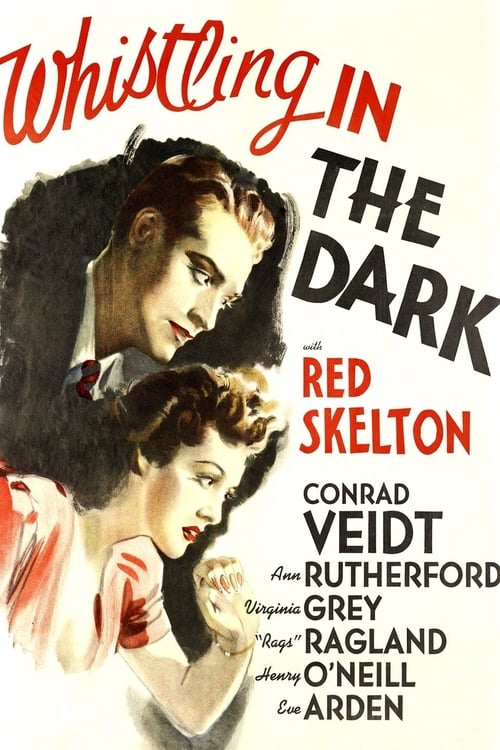 Whistling IN
THE
DARK
with
RED
SKELTON
CONRAD
VEIDT
Ann RUTHERFORD
Virginia GREY
"Rags" RAGLAND
Henry O'NEILL
Eve ARDEN